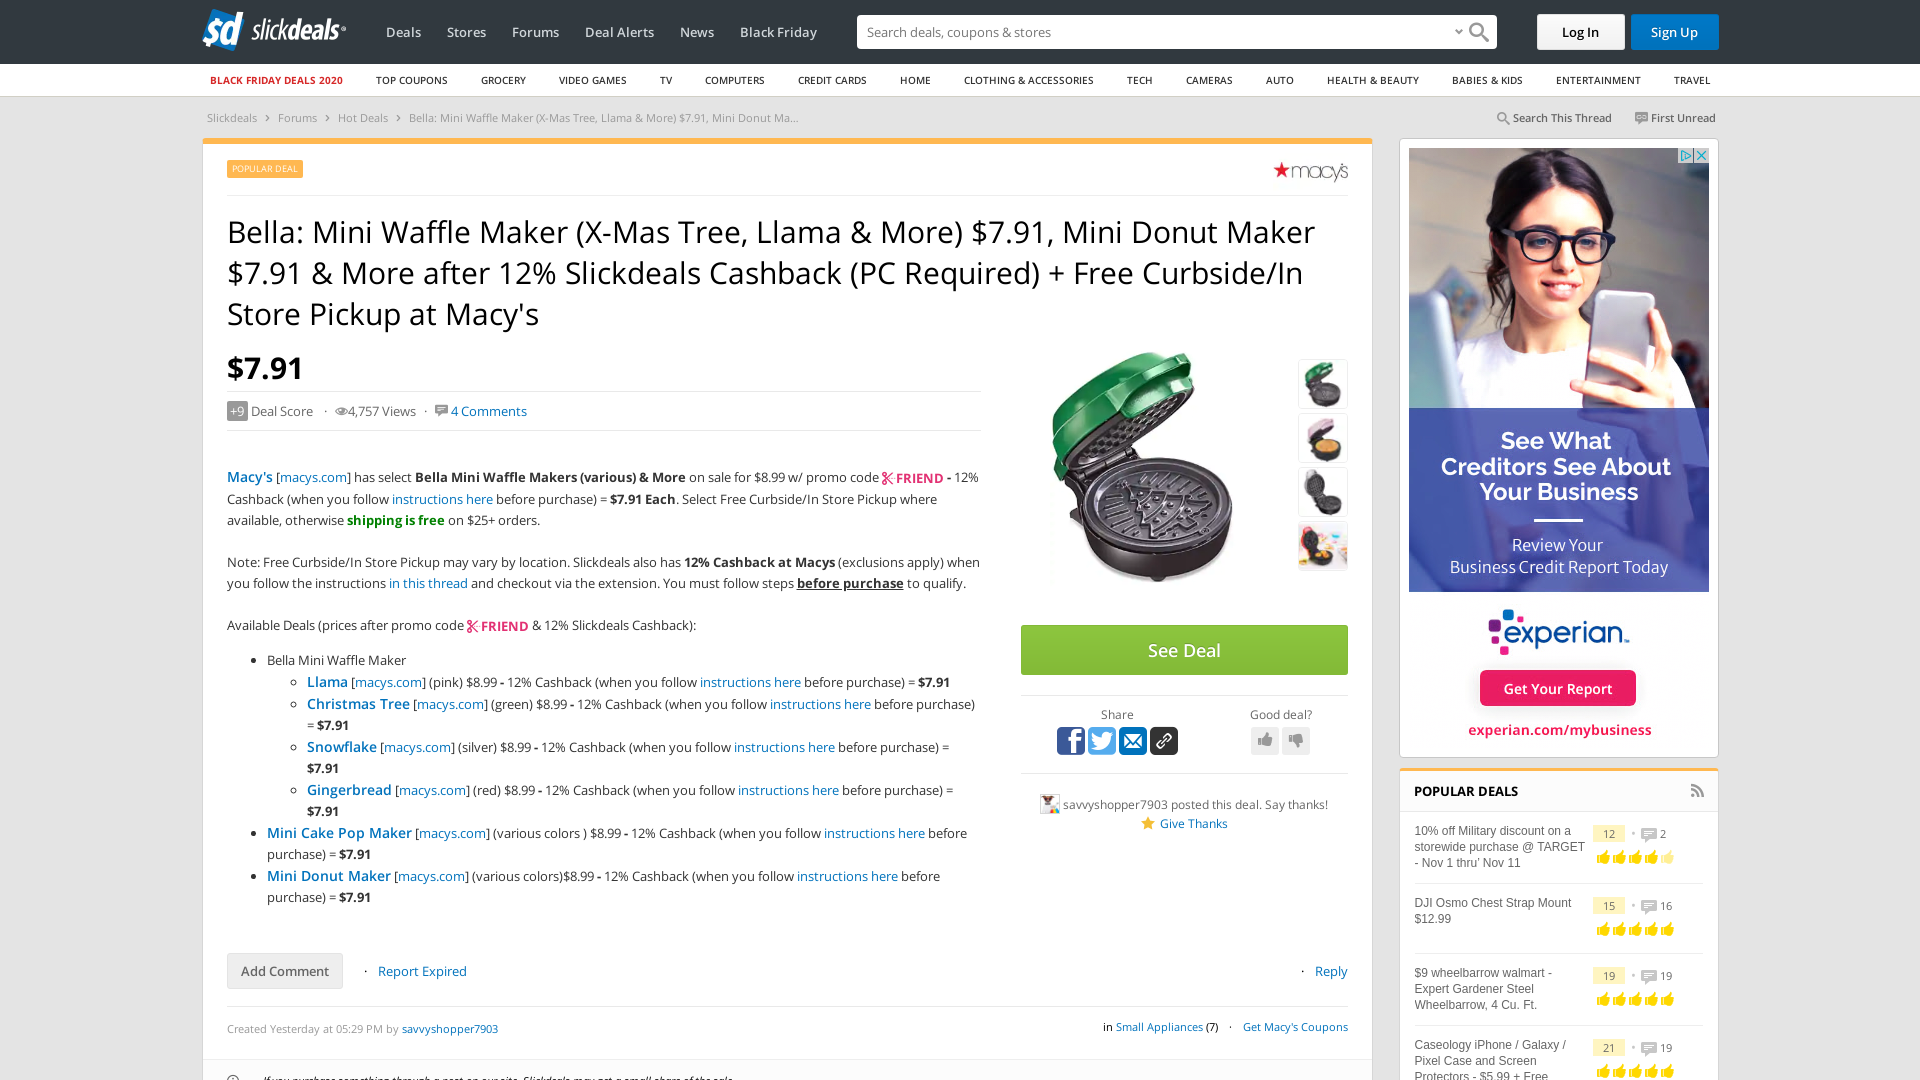 sd slickdeals
Deals Stores Forums Deal Alerts News Black Friday
Search deals, coupons & stores
Log In Sign Up
BLACK FRIDAY DEALS 2020 TOP COUPONS GROCERY VIDEO GAMES TV COMPUTERS CREDIT CARDS HOME CLOTHING & ACCESSORIES TECH CAMERAS AUTO HEALTH & BEAUTY BABIES & KIDS ENTERTAINMENT TRAVEL
Slickdeals > Forums > Hot Deals > Bella: Mini Waffle Maker (X-Mas Tree, Llama & More) $7.91, Mini Donut Ma...
Search This Thread First Unread
POPULAR DEAL
macy's
Bella: Mini Waffle Maker (X-Mas Tree, Llama & More) $7.91, Mini Donut Maker
$7.91 & More after 12% Slickdeals Cashback (PC Required) + Free Curbside/In
Store Pickup at Macy's
$7.91
+9 Deal Score · 4,757 Views · 4 Comments
Macy's [macys.com] has select Bella Mini Waffle Makers (various) & More on sale for $8.99 w/ promo code FRIEND - 12%
Cashback (when you follow instructions here before purchase) = $7.91 Each. Select Free Curbside/In Store Pickup where
available, otherwise shipping is free on $25+ orders.
Note: Free Curbside/In Store Pickup may vary by location. Slickdeals also has 12% Cashback at Macys (exclusions apply) when
you follow the instructions in this thread and checkout via the extension. You must follow steps before purchase to qualify.
Available Deals (prices after promo code FRIEND & 12% Slickdeals Cashback):
Bella Mini Waffle Maker
Llama [macys.com] (pink) $8.99 - 12% Cashback (when you follow instructions here before purchase) = $7.91
Christmas Tree [macys.com] (green) $8.99 - 12% Cashback (when you follow instructions here before purchase)
= $7.91
Snowflake [macys.com] (silver) $8.99 - 12% Cashback (when you follow instructions here before purchase) =
$7.91
Gingerbread [macys.com] (red) $8.99 - 12% Cashback (when you follow instructions here before purchase) =
$7.91
Mini Cake Pop Maker [macys.com] (various colors ) $8.99 - 12% Cashback (when you follow instructions here before
purchase) = $7.91
Mini Donut Maker [macys.com] (various colors)$8.99 - 12% Cashback (when you follow instructions here before
purchase) = $7.91
See Deal
Share
Good deal?
savvyshopper7903 posted this deal. Say thanks!
Give Thanks
Add Comment · Report Expired
· Reply
Created Yesterday at 05:29 PM by savvyshopper7903
in Small Appliances (7) · Get Macy's Coupons
If you purchase something through a post on our site, Slickdeals may get a small share of the sale.
See What
Creditors See About
Your Business
Review Your
Business Credit Report Today
experian
Get Your Report
experian.com/mybusiness
POPULAR DEALS
10% off Military discount on a
storewide purchase @ TARGET
- Nov 1 thru' Nov 11
12 • 2
DJI Osmo Chest Strap Mount
$12.99
15 • 16
$9 wheelbarrow walmart -
Expert Gardener Steel
Wheelbarrow, 4 Cu. Ft.
19 • 19
Caseology iPhone / Galaxy /
Pixel Case and Screen
Protectors - $5.99 + Free
21 • 19